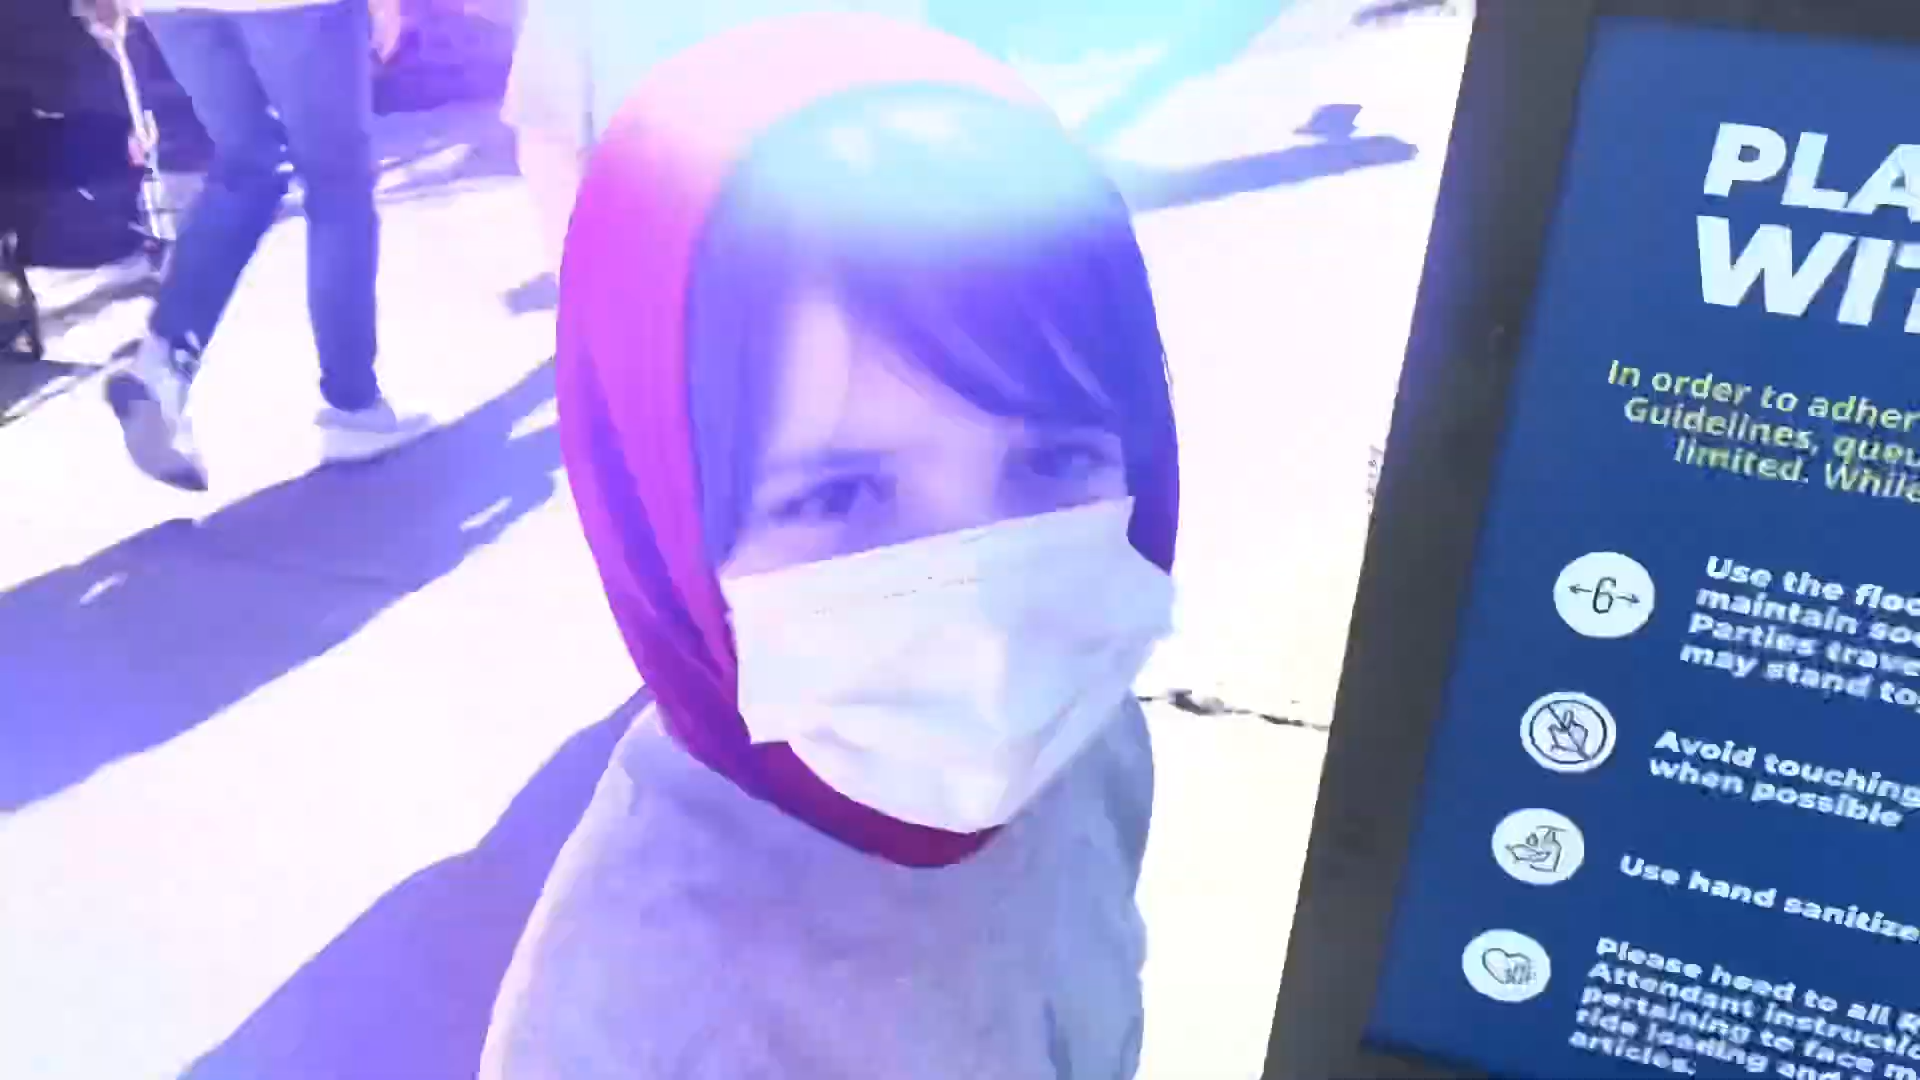 PLA
WIT
In order to adher
Guidelines, queu
limited. While
←6→
Use the floo
maintain so
Parties trave
may stand to
Avoid touching
when possible
Use hand sanitize
Please heed to all R
Attendant instructio
pertaining to face m
ride loading and
articles.